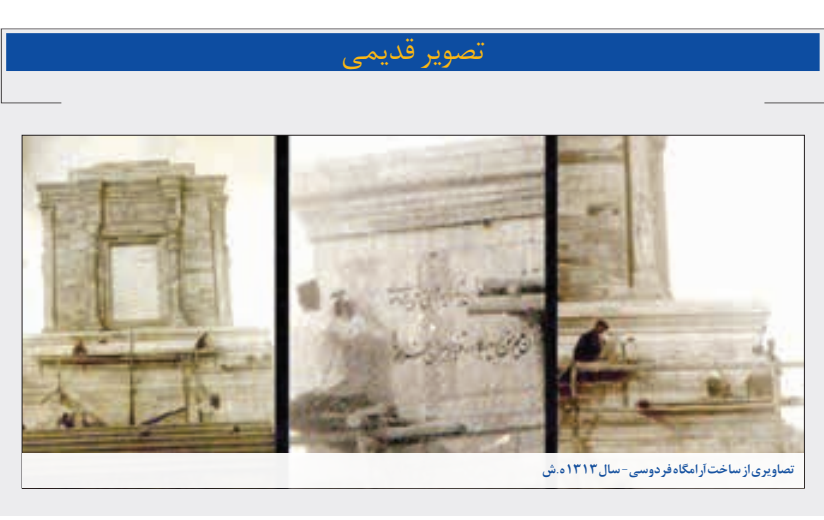 تصویر قدیمی
تصاویری از ساخت آرامگاه فردوسی - سال ۱۳۱۳ ه.ش